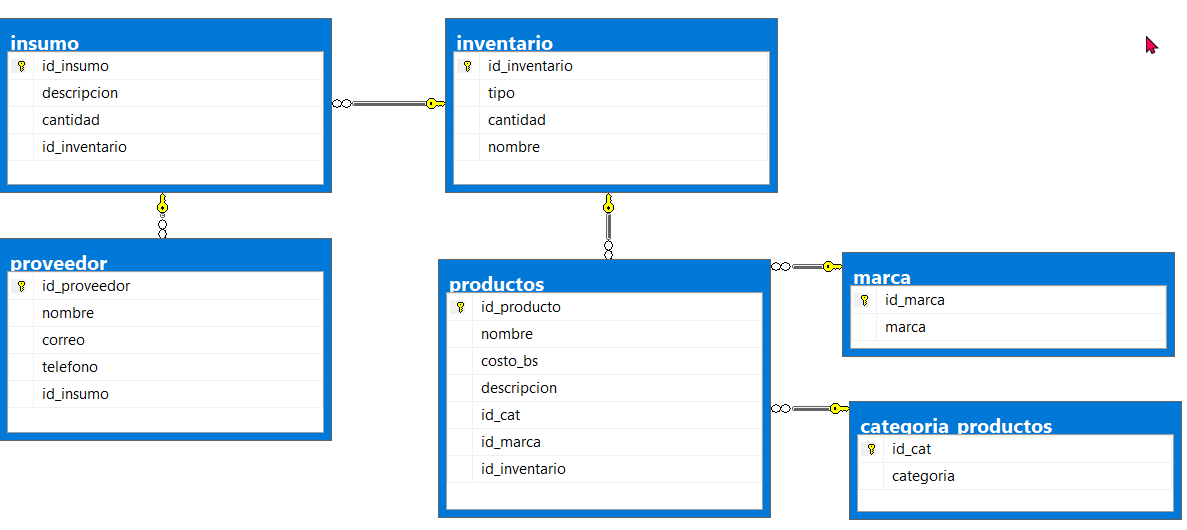 insumo
id_insumo
descripcion
cantidad
id_inventario
inventario
id_inventario
tipo
cantidad
nombre
proveedor
id_proveedor
nombre
correo
telefono
id_insumo
productos
id_producto
nombre
costo_bs
descripcion
id_cat
id_marca
id_inventario
marca
id_marca
marca
categoria_productos
id_cat
categoria